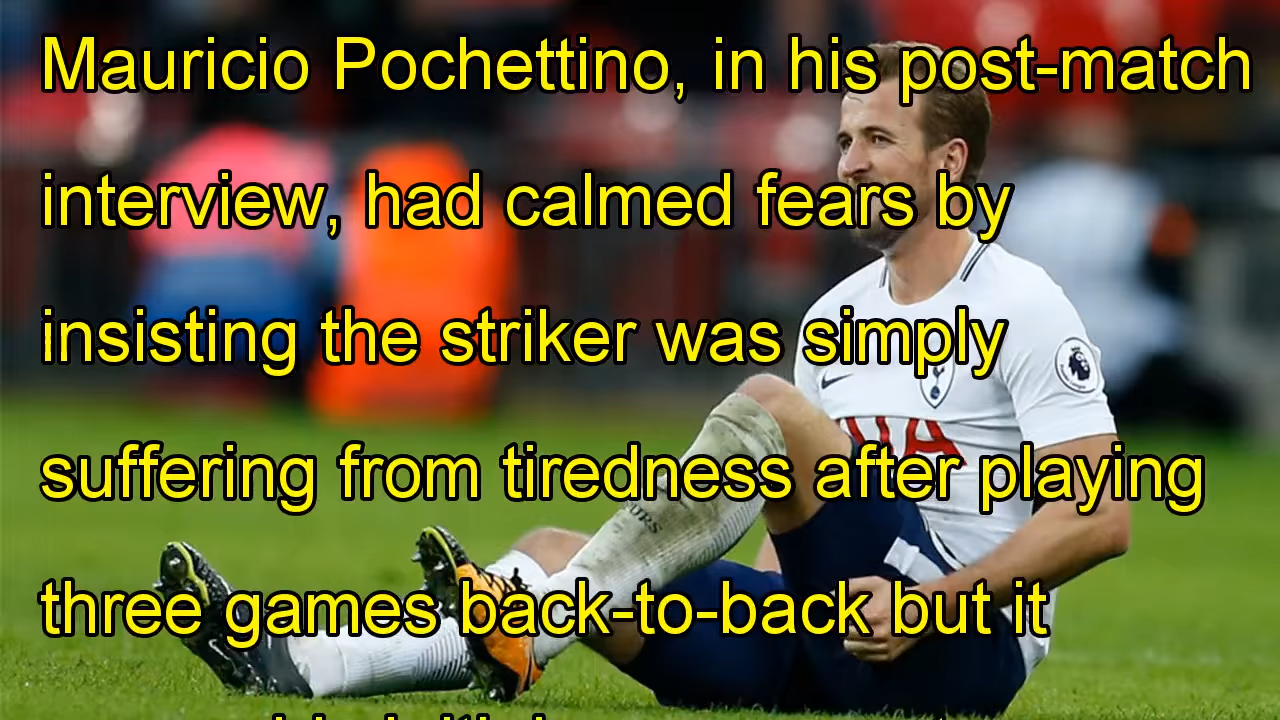 Mauricio Pochettino, in his post-match
interview, had calmed fears by
insisting the striker was simply
suffering from tiredness after playing
three games back-to-back but it